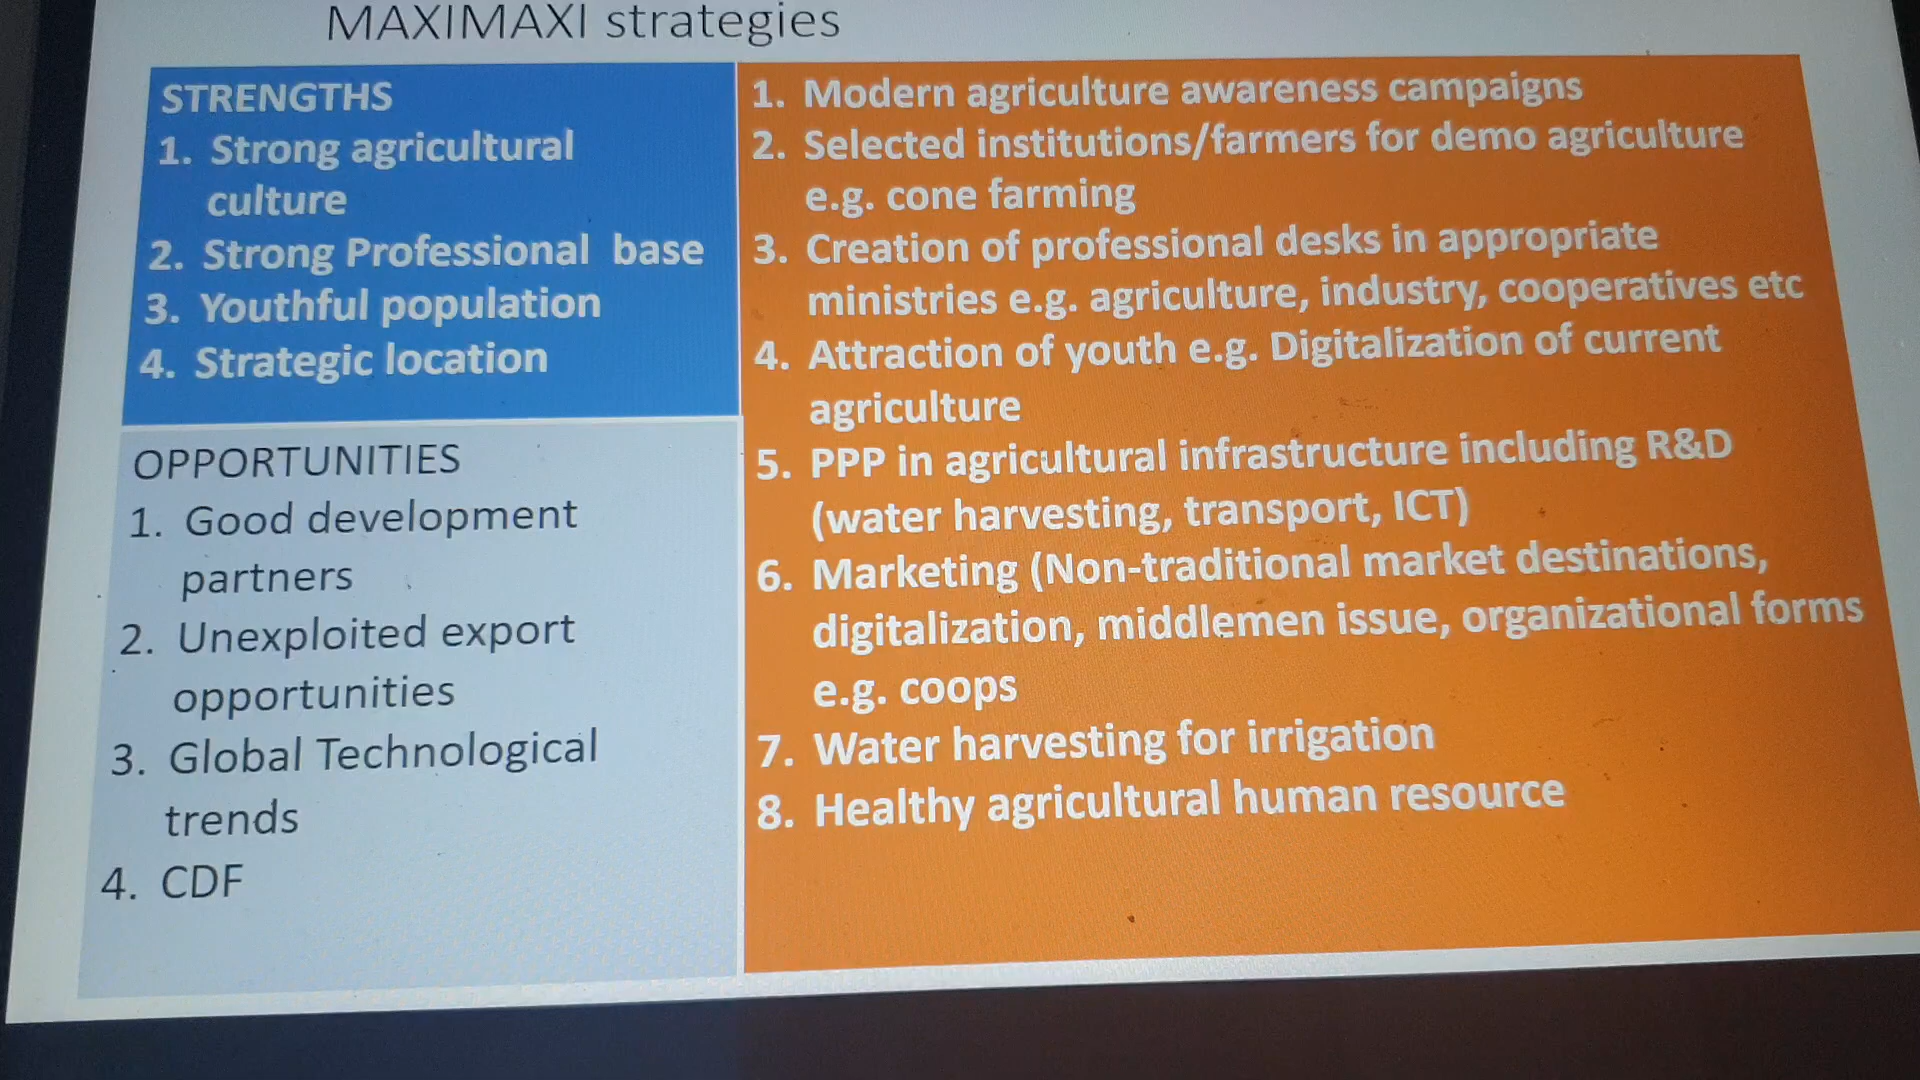 MAXIMAXI strategies
STRENGTHS
1. Strong agricultural
culture
2. Strong Professional base
3. Youthful population
4. Strategic location
OPPORTUNITIES
1. Good development
partners
2. Unexploited export
opportunities
3. Global Technological
trends
4. CDF
1. Modern agriculture awareness campaigns
2. Selected institutions/farmers for demo agriculture
e.g. cone farming
3. Creation of professional desks in appropriate
ministries e.g. agriculture, industry, cooperatives etc
4. Attraction of youth e.g. Digitalization of current
agriculture
5. PPP in agricultural infrastructure including R&D
(water harvesting, transport, ICT)
6. Marketing (Non-traditional market destinations,
digitalization, middlemen issue, organizational forms
e.g. coops
7. Water harvesting for irrigation
8. Healthy agricultural human resource